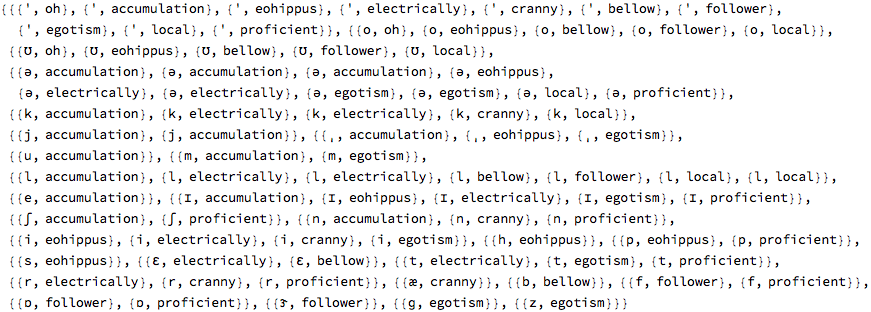 {{{', oh}, {', accumulation}, {', eohippus}, {', electrically}, {', cranny}, {', bellow}, {', follower},
{', egotism}, {', local}, {', proficient}}, {{o, oh}, {o, eohippus}, {o, bellow}, {o, follower}, {o, local}},
{{ʊ, oh}, {ʊ, eohippus}, {ʊ, bellow}, {ʊ, follower}, {ʊ, local}},
{{ə, accumulation}, {ə, accumulation}, {ə, accumulation}, {ə, eohippus},
{ə, electrically}, {ə, electrically}, {ə, egotism}, {ə, egotism}, {ə, local}, {ə, proficient}},
{{k, accumulation}, {k, electrically}, {k, electrically}, {k, cranny}, {k, local}},
{{j, accumulation}, {j, accumulation}}, {{ˌ, accumulation}, {ˌ, eohippus}, {ˌ, egotism}},
{{u, accumulation}}, {{m, accumulation}, {m, egotism}},
{{l, accumulation}, {l, electrically}, {l, electrically}, {l, bellow}, {l, follower}, {l, local}, {l, local}},
{{e, accumulation}}, {{ɪ, accumulation}, {ɪ, eohippus}, {ɪ, electrically}, {ɪ, egotism}, {ɪ, proficient}},
{{ʃ, accumulation}, {ʃ, proficient}}, {{n, accumulation}, {n, cranny}, {n, proficient}},
{{i, eohippus}, {i, electrically}, {i, cranny}, {i, egotism}}, {{h, eohippus}}, {{p, eohippus}, {p, proficient}},
{{s, eohippus}}, {{ɛ, electrically}, {ɛ, bellow}}, {{t, electrically}, {t, egotism}, {t, proficient}},
{{r, electrically}, {r, cranny}, {r, proficient}}, {{æ, cranny}}, {{b, bellow}}, {{f, follower}, {f, proficient}},
{{ɒ, follower}, {ɒ, proficient}}, {{ɝ, follower}}, {{g, egotism}}, {{z, egotism}}}